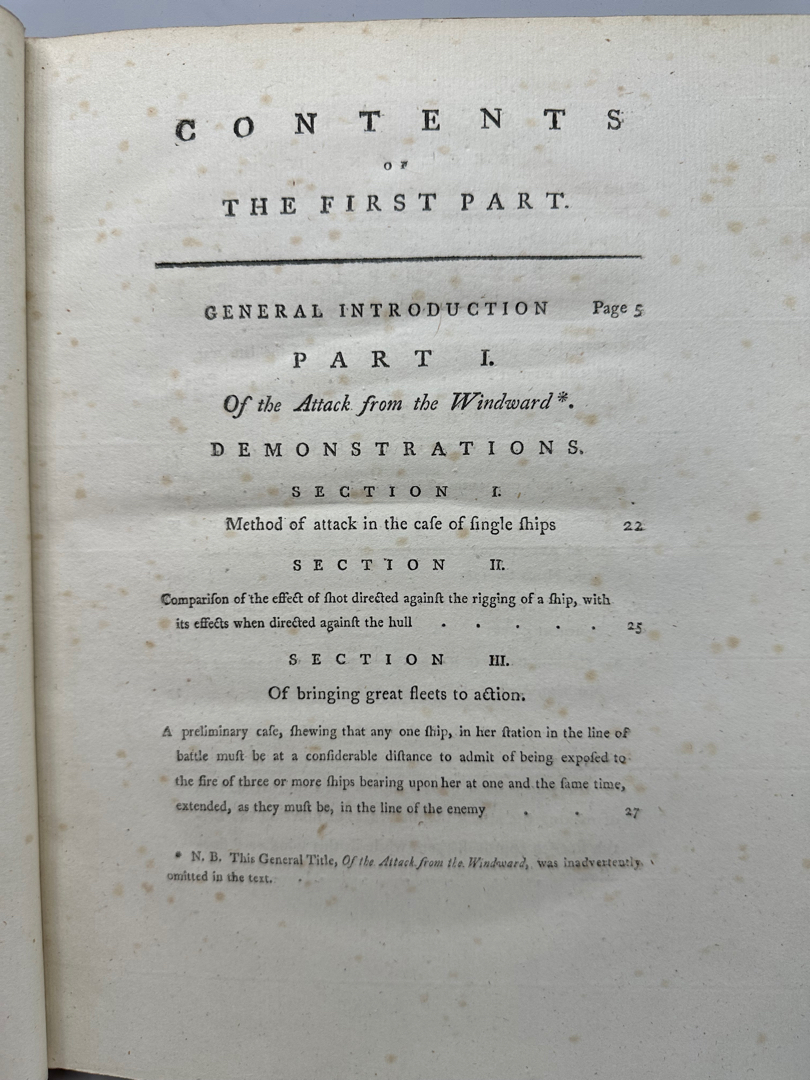 CONTENTS
OF
THE FIRST PART.
GENERAL INTRODUCTION Page 5
PART I.
Of the Attack from the Windward*.
DEMONSTRATIONS.
SECTION I.
Method of attack in the caſe of ſingle ſhips 22
SECTION II.
Compariſon of the effect of ſhot directed againſt the rigging of a ſhip, with
its effects when directed againſt the hull . . . . . 25
SECTION III.
Of bringing great fleets to action.
A preliminary caſe, ſhewing that any one ſhip, in her ſtation in the line of
battle muſt be at a conſiderable diſtance to admit of being expoſed to
the fire of three or more ſhips bearing upon her at one and the ſame time,
extended, as they muſt be, in the line of the enemy . . 27
* N. B. This General Title, Of the Attack from the Windward, was inadvertently
omitted in the text.